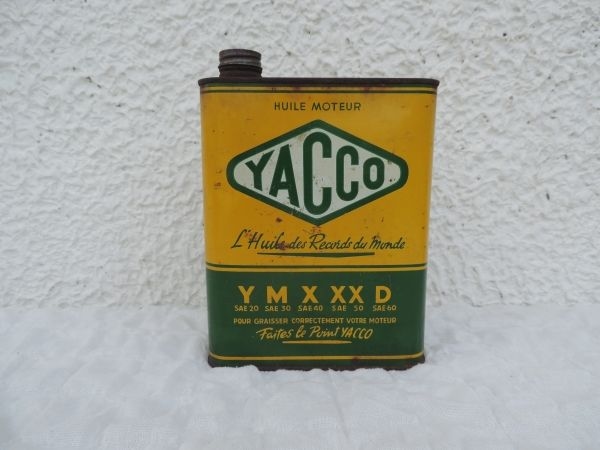 HUILE MOTEUR
YACCO
L'Huile des Records du Monde
Y M X XX D
SAE 20 SAE 30 SAE 40 SAE 50 SAE 60
POUR GRAISSER CORRECTEMENT VOTRE MOTEUR
Faites le Point YACCO